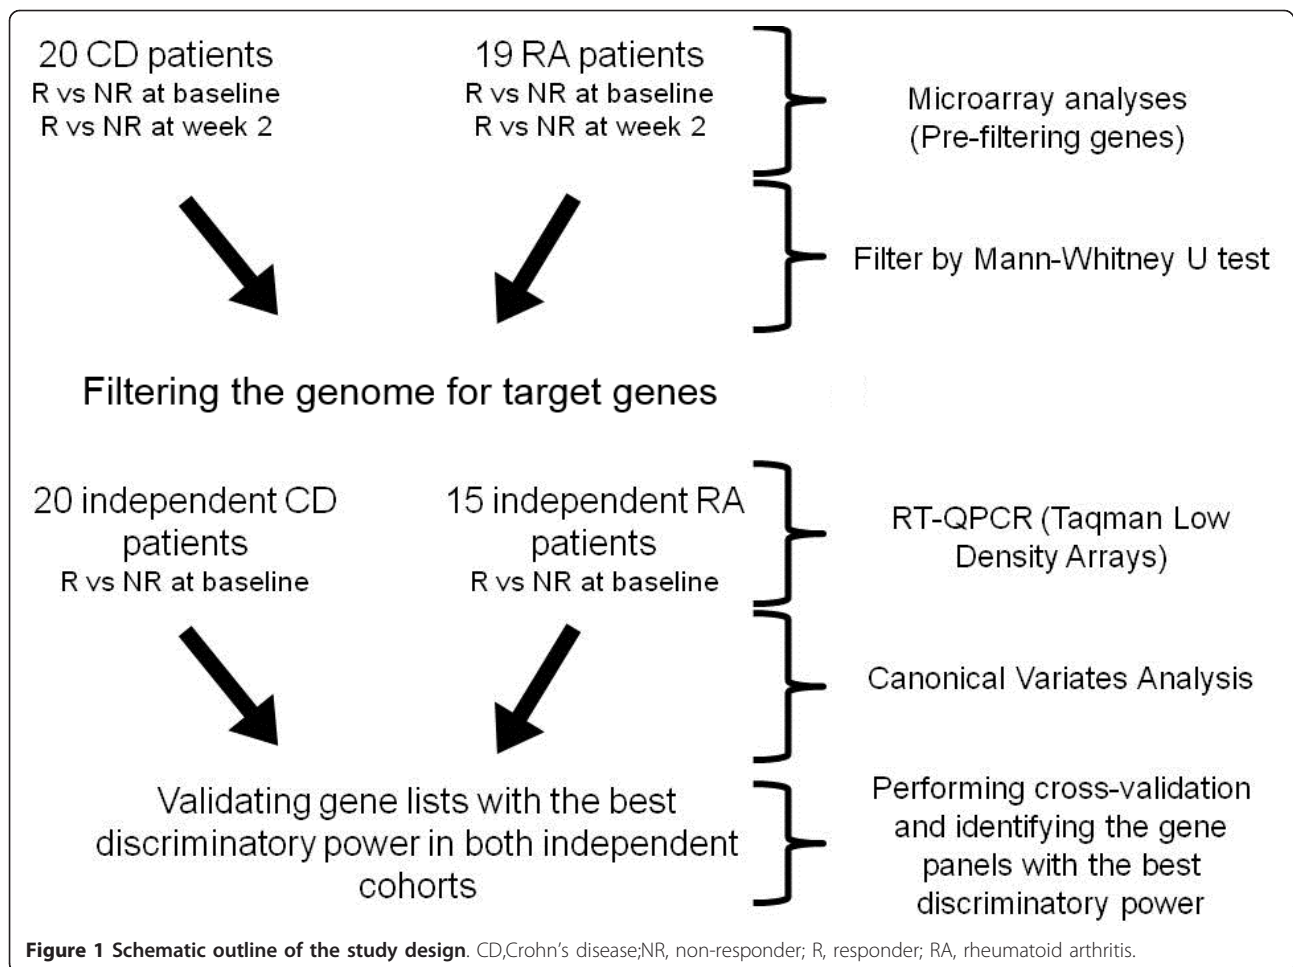 20 CD patients
R vs NR at baseline
R vs NR at week 2
19 RA patients
R vs NR at baseline
R vs NR at week 2
Microarray analyses
(Pre-filtering genes)
Filter by Mann-Whitney U test
Filtering the genome for target genes
20 independent CD
patients
R vs NR at baseline
15 independent RA
patients
R vs NR at baseline
RT-QPCR (Taqman Low
Density Arrays)
Canonical Variates Analysis
Validating gene lists with the best
discriminatory power in both independent
cohorts
Performing cross-validation
and identifying the gene
panels with the best
discriminatory power
Figure 1 Schematic outline of the study design. CD,Crohn's disease;NR, non-responder; R, responder; RA, rheumatoid arthritis.